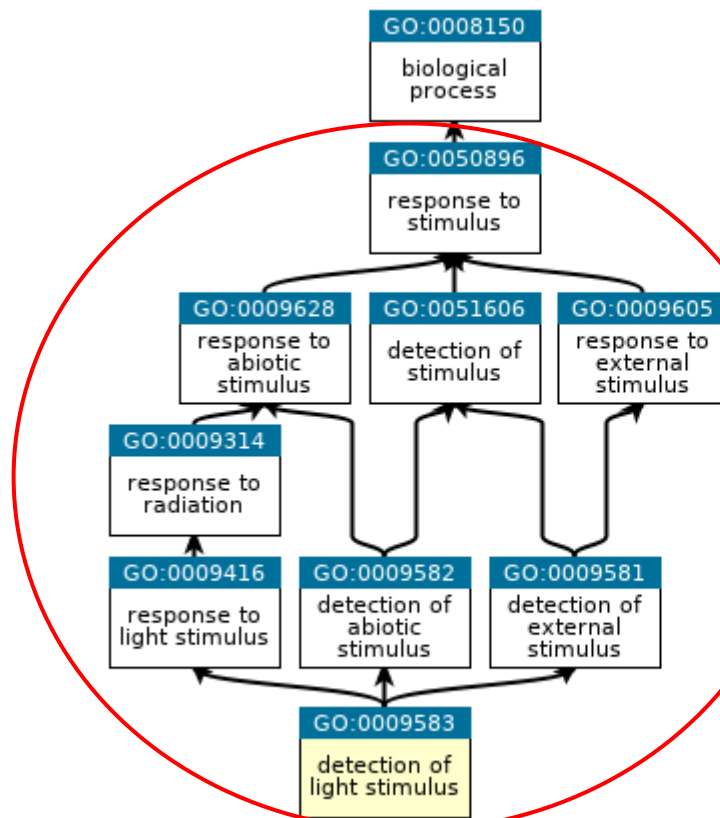 GO:0008150
biological
process
GO:0050896
response to
stimulus
GO:0009628
response to
abiotic
stimulus
GO:0051606
detection of
stimulus
GO:0009605
response to
external
stimulus
GO:0009314
response to
radiation
GO:0009416
response to
light stimulus
GO:0009582
detection of
abiotic
stimulus
GO:0009581
detection of
external
stimulus
GO:0009583
detection of
light stimulus